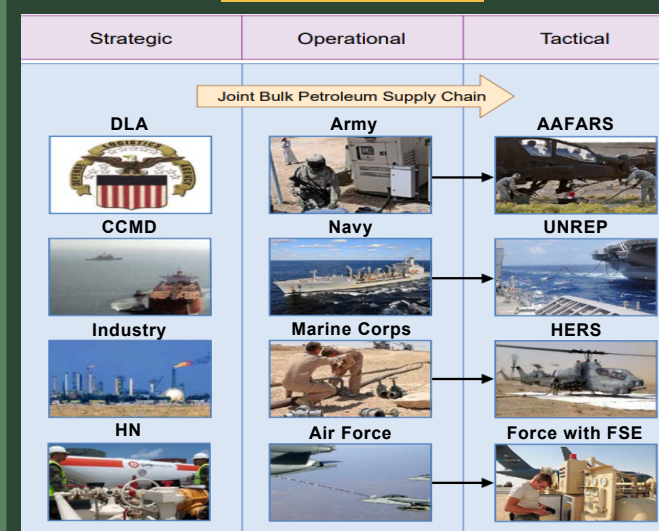 Strategic
Operational
Tactical
Joint Bulk Petroleum Supply Chain
DLA
Army
AAFARS
CCMD
Navy
UNREP
Industry
Marine Corps
HERS
HN
Air Force
Force with FSE